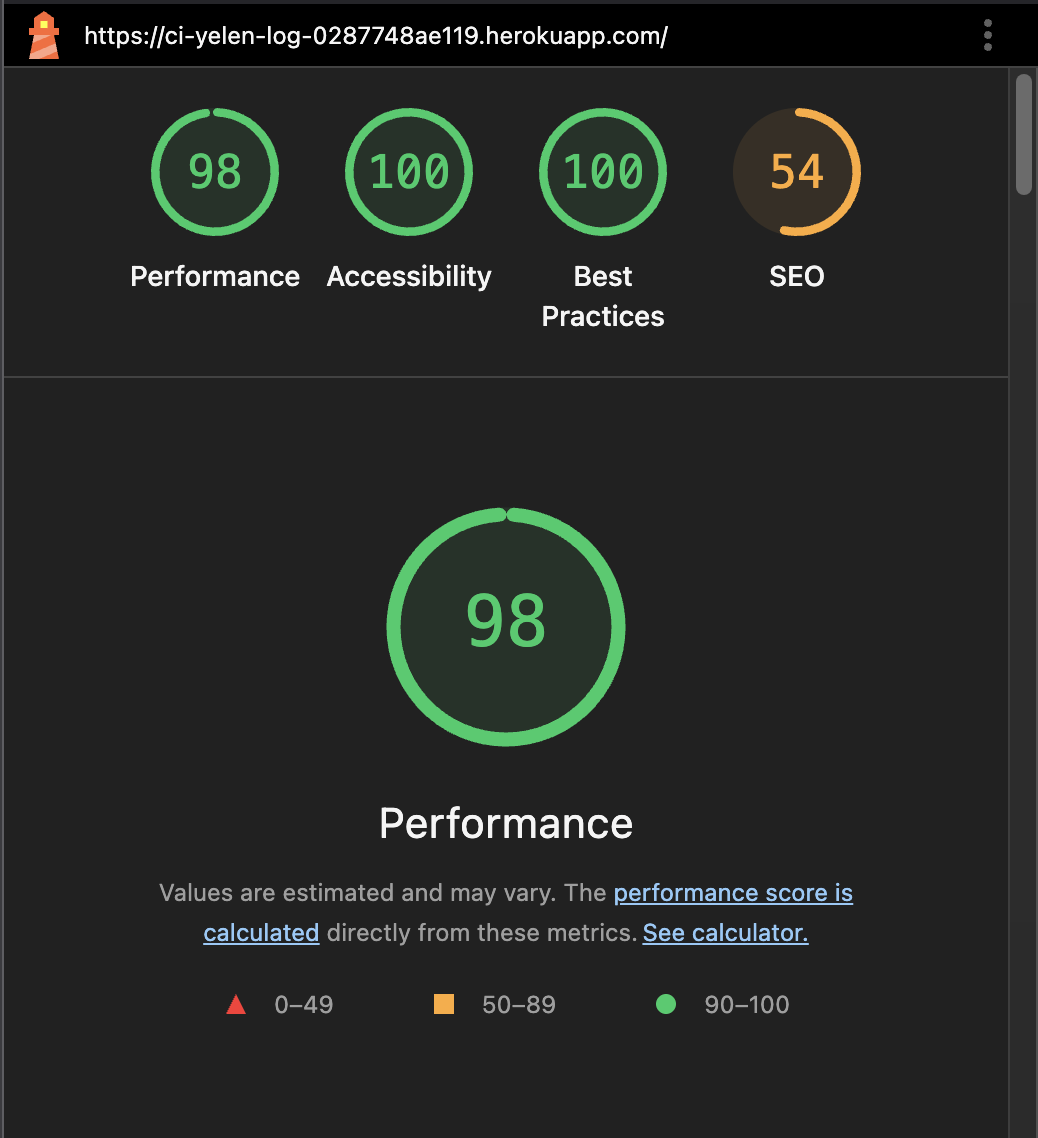 https://ci-yelen-log-0287748ae119.herokuapp.com/
98 100 100 54
Performance Accessibility Best Practices SEO
98
Performance
Values are estimated and may vary. The performance score is
calculated directly from these metrics. See calculator.
0–49 50–89 90–100